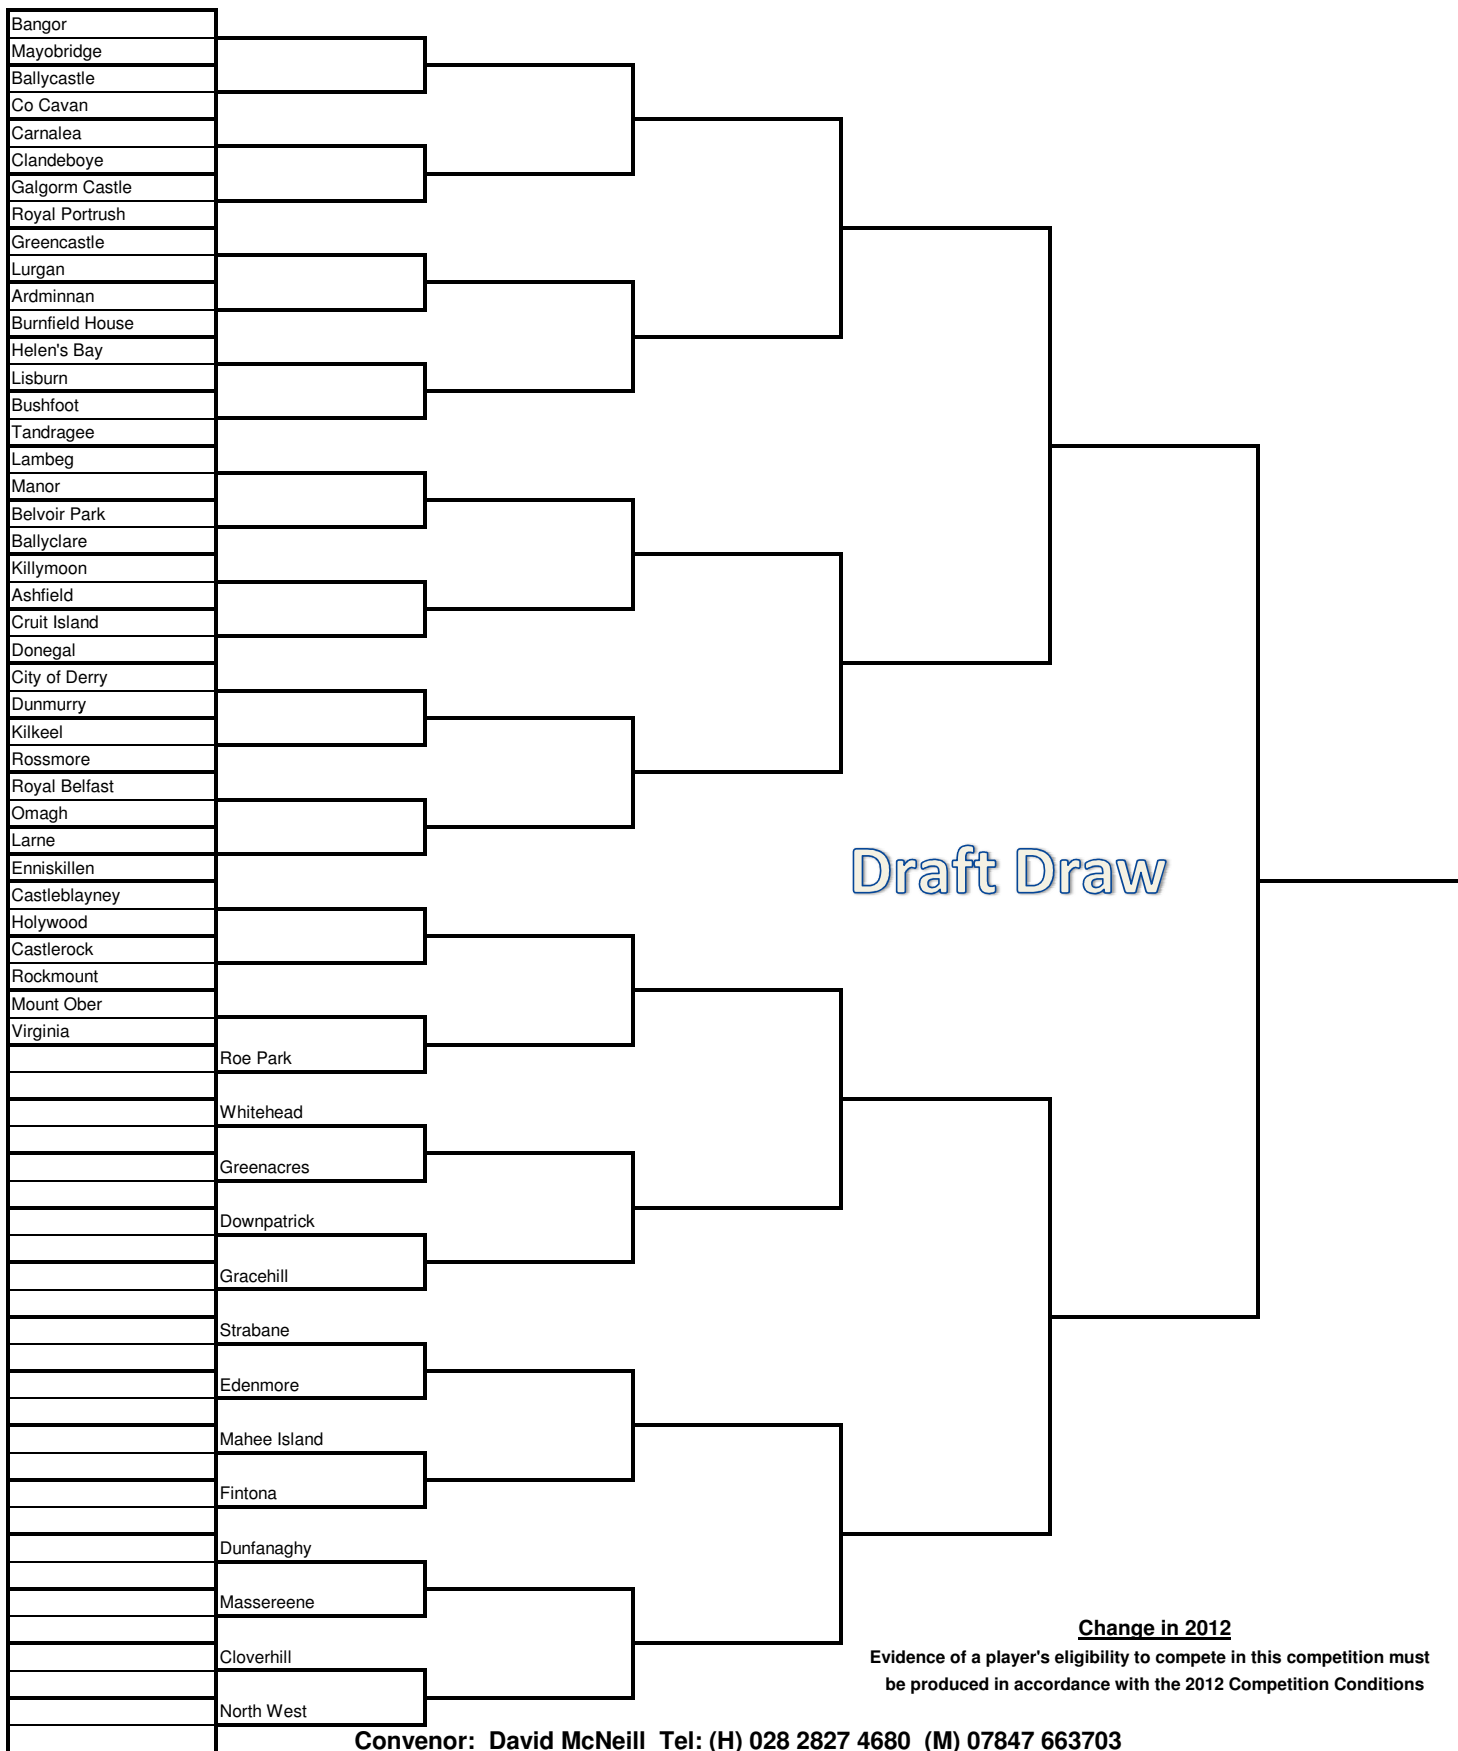 Bangor
Mayobridge
Ballycastle
Co Cavan
Carnalea
Clandeboye
Galgorm Castle
Royal Portrush
Greencastle
Lurgan
Ardminnan
Burnfield House
Helen's Bay
Lisburn
Bushfoot
Tandragee
Lambeg
Manor
Belvoir Park
Ballyclare
Killymoon
Ashfield
Cruit Island
Donegal
City of Derry
Dunmurry
Kilkeel
Rossmore
Royal Belfast
Omagh
Larne
Enniskillen
Castleblayney
Holywood
Castlerock
Rockmount
Mount Ober
Virginia
Roe Park
Whitehead
Greenacres
Downpatrick
Gracehill
Strabane
Edenmore
Mahee Island
Fintona
Dunfanaghy
Massereene
Cloverhill
North West
Draft Draw
Change in 2012
Evidence of a player's eligibility to compete in this competition must
be produced in accordance with the 2012 Competition Conditions
Convenor: David McNeill Tel: (H) 028 2827 4680 (M) 07847 663703